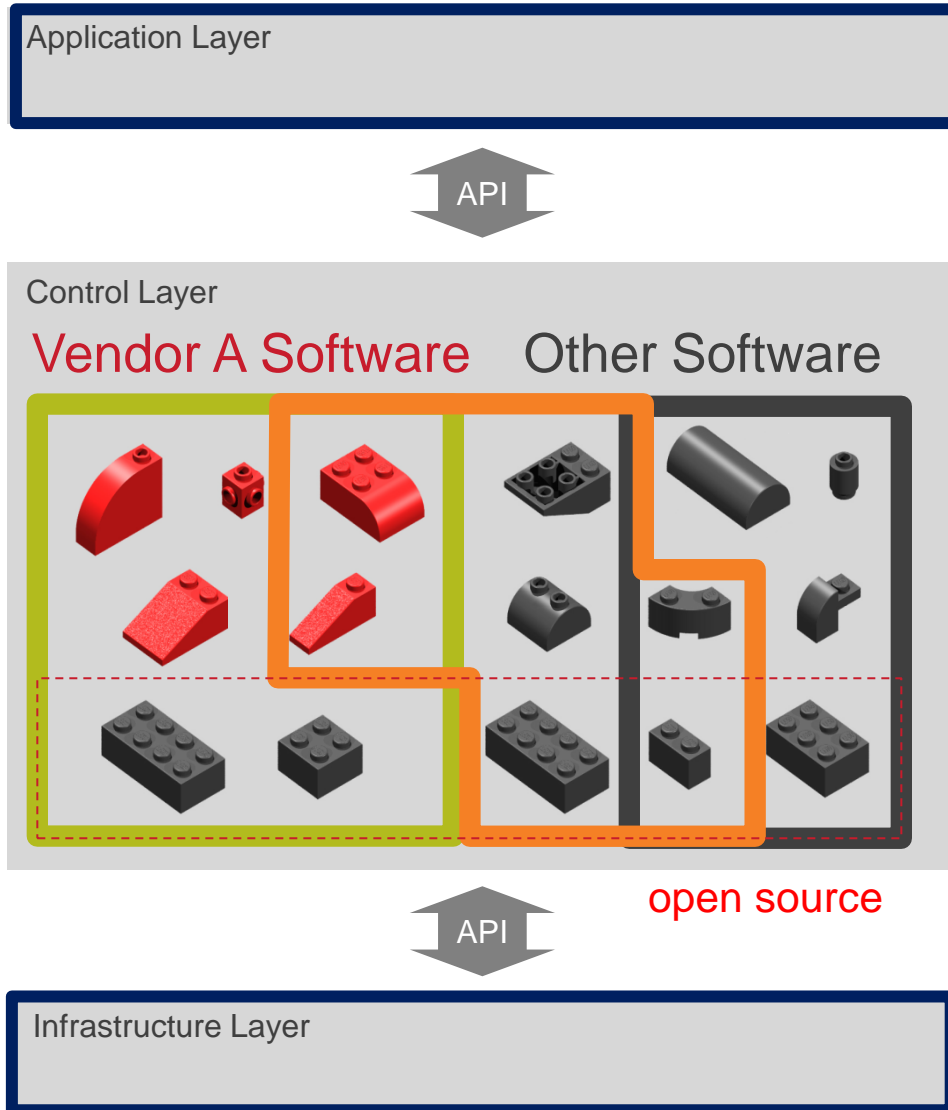 Application Layer
API
Control Layer
Vendor A Software
Other Software
open source
API
Infrastructure Layer